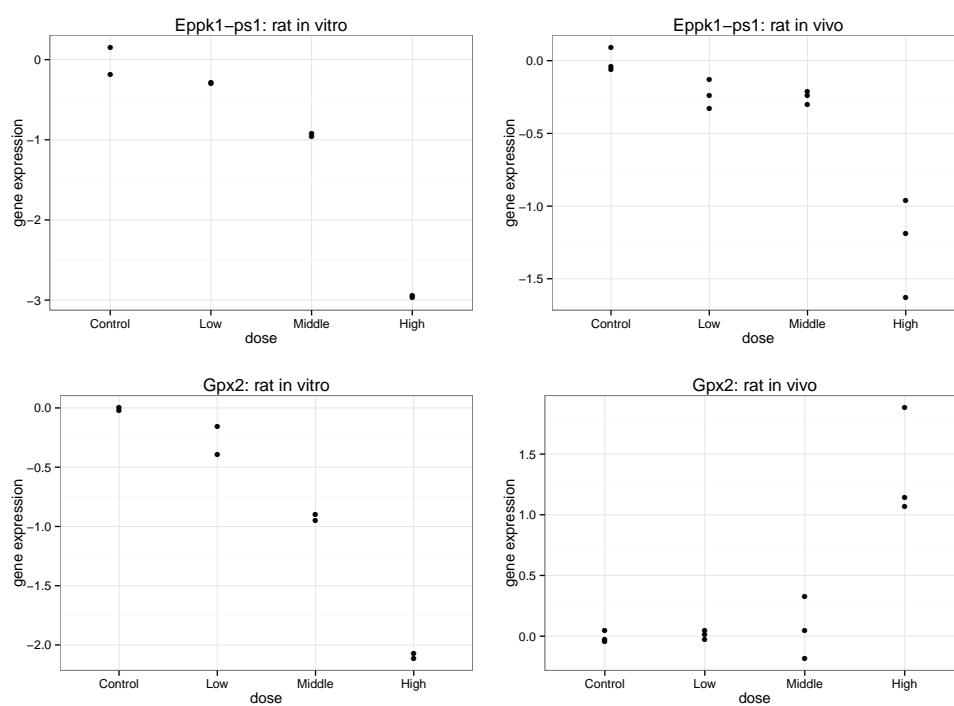 Eppk1−ps1: rat in vitro
gene expression
0
−1
−2
−3
Control Low Middle High
dose
Eppk1−ps1: rat in vivo
gene expression
0.0
−0.5
−1.0
−1.5
Control Low Middle High
dose
Gpx2: rat in vitro
gene expression
0.0
−0.5
−1.0
−1.5
−2.0
Control Low Middle High
dose
Gpx2: rat in vivo
gene expression
1.5
1.0
0.5
0.0
Control Low Middle High
dose